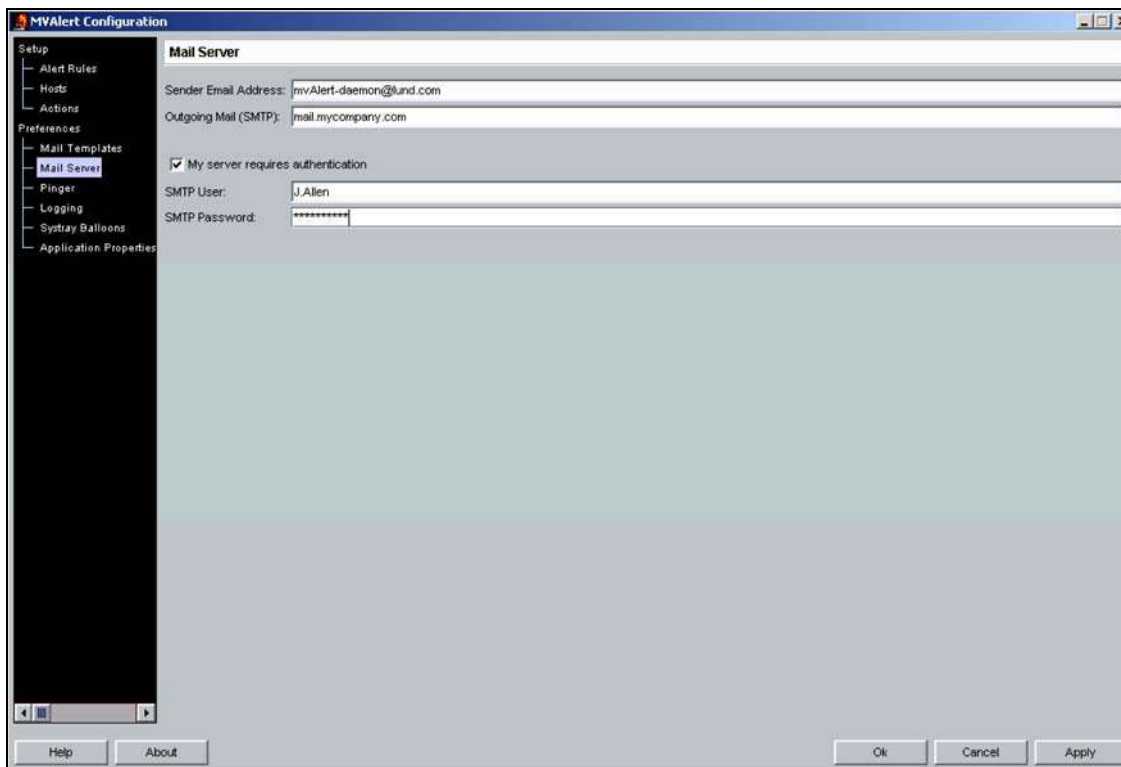 MVAlert Configuration
Setup
Alert Rules
Hosts
Actions
Preferences
Mail Templates
Mail Server
Pinger
Logging
Systray Balloons
Application Properties
Mail Server
Sender Email Address: mvAlert-daemon@lund.com
Outgoing Mail (SMTP): mail.mycompany.com
My server requires authentication
SMTP User: J.Allen
SMTP Password: **********
Help About Ok Cancel Apply